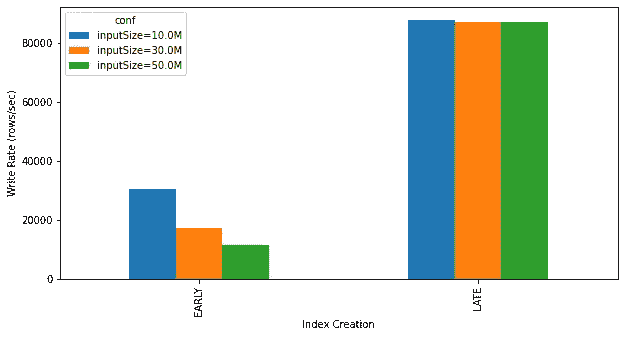 conf
inputSize=10.0M
inputSize=30.0M
inputSize=50.0M
80000
60000
40000
20000
0
Write Rate (rows/sec)
EARLY
LATE
Index Creation